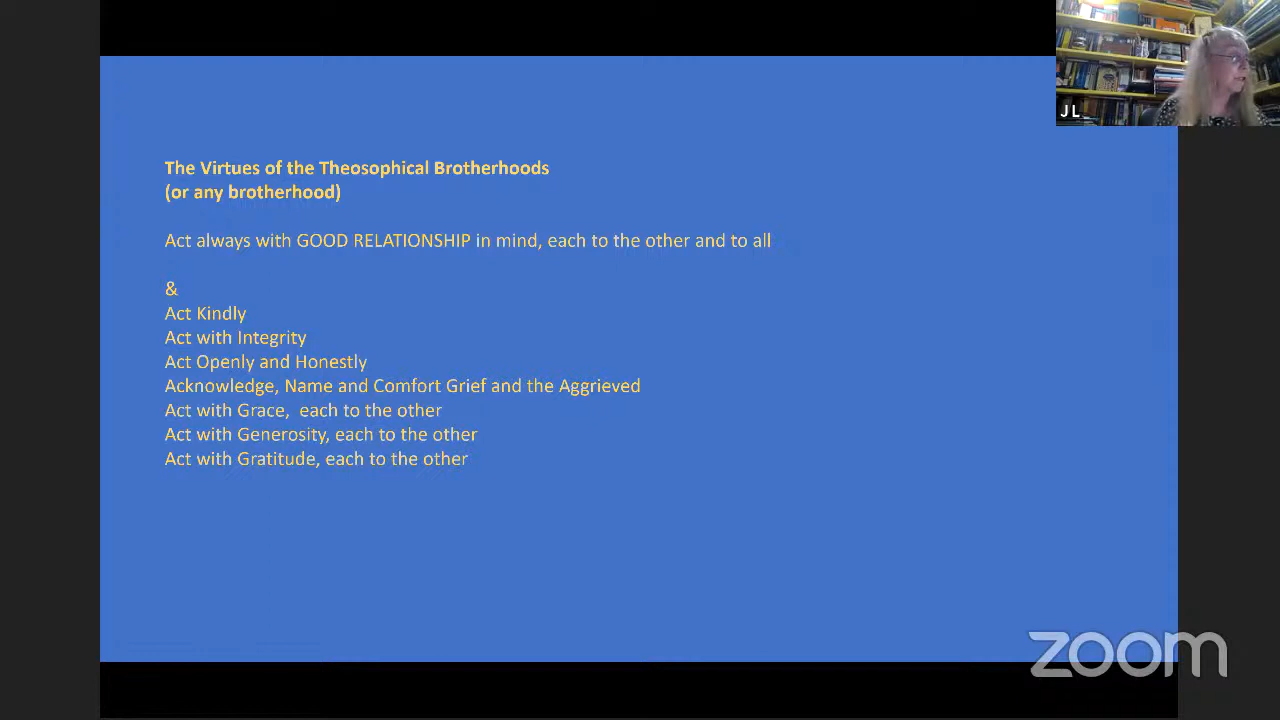 The Virtues of the Theosophical Brotherhoods
(or any brotherhood)
Act always with GOOD RELATIONSHIP in mind, each to the other and to all
&
Act Kindly
Act with Integrity
Act Openly and Honestly
Acknowledge, Name and Comfort Grief and the Aggrieved
Act with Grace,  each to the other
Act with Generosity, each to the other
Act with Gratitude, each to the other
J L
zoom